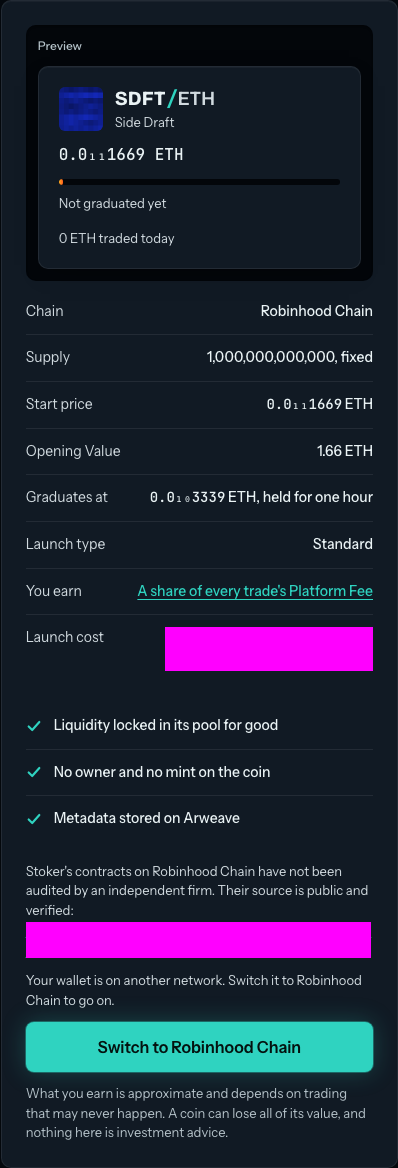 Preview
SDFT/ETH
Side Draft
0.0₁₁1669 ETH
Not graduated yet
0 ETH traded today
Chain Robinhood Chain
Supply 1,000,000,000,000, fixed
Start price 0.0₁₁1669 ETH
Opening Value 1.66 ETH
Graduates at 0.0₁₀3339 ETH, held for one hour
Launch type Standard
You earn A share of every trade's Platform Fee
Launch cost
Liquidity locked in its pool for good
No owner and no mint on the coin
Metadata stored on Arweave
Stoker's contracts on Robinhood Chain have not been
audited by an independent firm. Their source is public and
verified:
Your wallet is on another network. Switch it to Robinhood
Chain to go on.
Switch to Robinhood Chain
What you earn is approximate and depends on trading
that may never happen. A coin can lose all of its value, and
nothing here is investment advice.